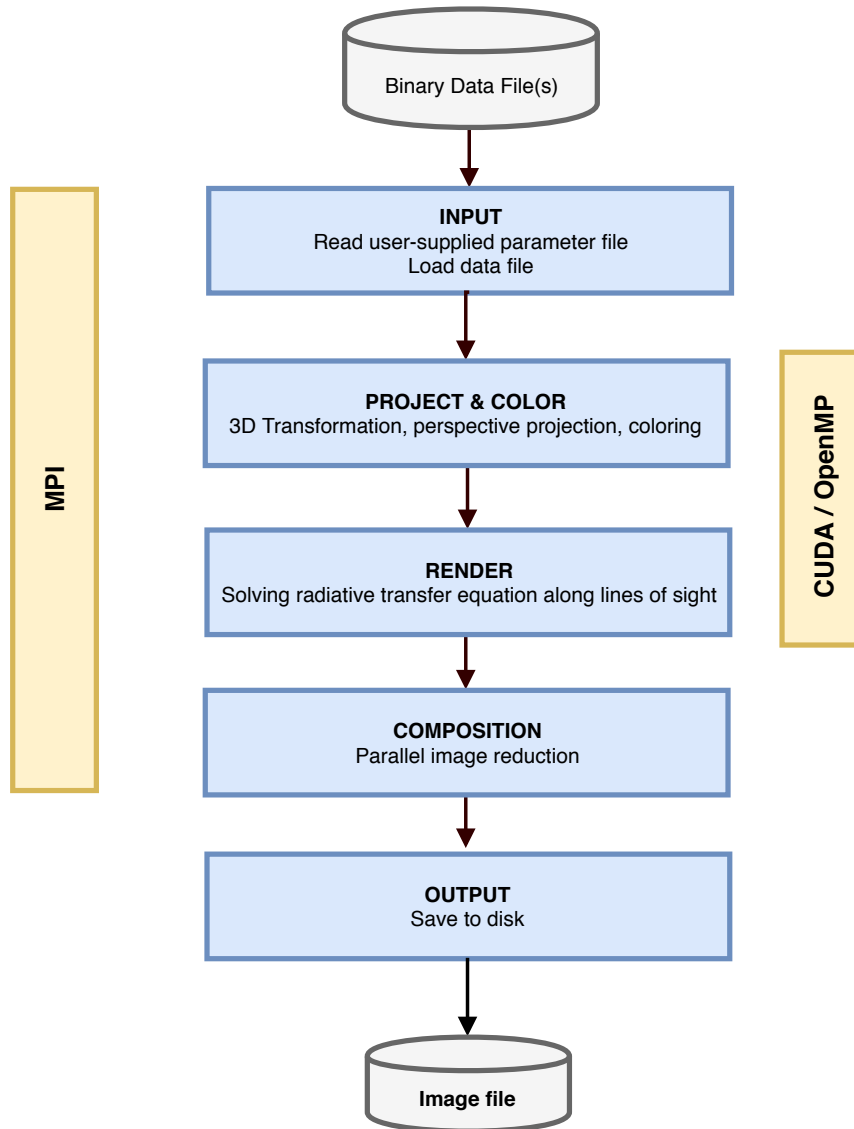 Binary Data File(s)
INPUT
Read user-supplied parameter file
Load data file
MPI
PROJECT & COLOR
3D Transformation, perspective projection, coloring
CUDA / OpenMP
RENDER
Solving radiative transfer equation along lines of sight
COMPOSITION
Parallel image reduction
OUTPUT
Save to disk
Image file